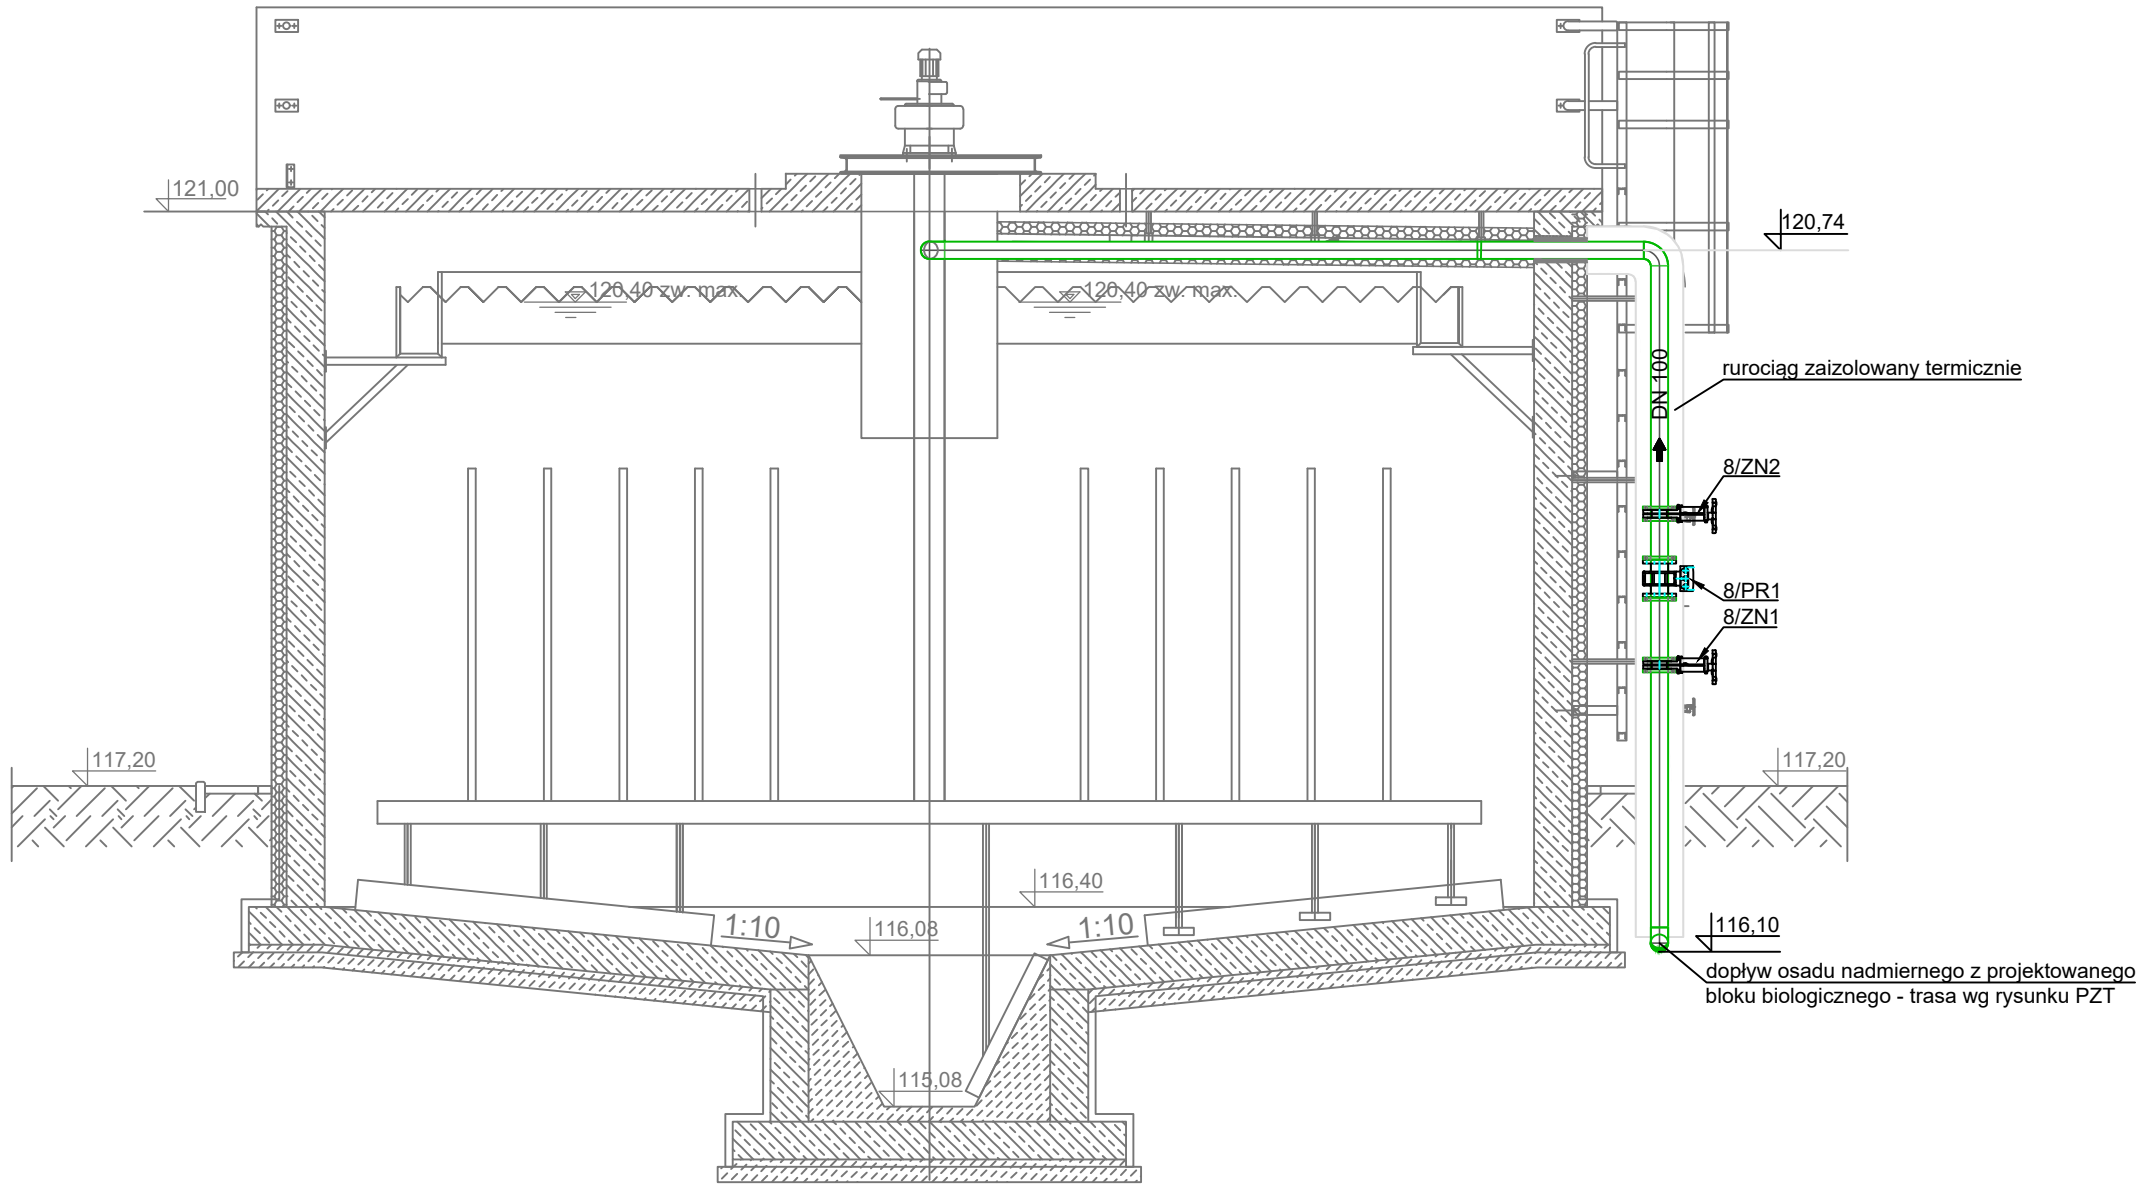 121,00
120,74
120,40 zw. max.
120,40 zw. max.
rurociąg zaizolowany termicznie
DN 100
8/ZN2
8/PR1
8/ZN1
117,20
117,20
116,40
1:10
1:10
116,08
116,10
dopływ osadu nadmiernego z projektowanego
bloku biologicznego - trasa wg rysunku PZT
115,08